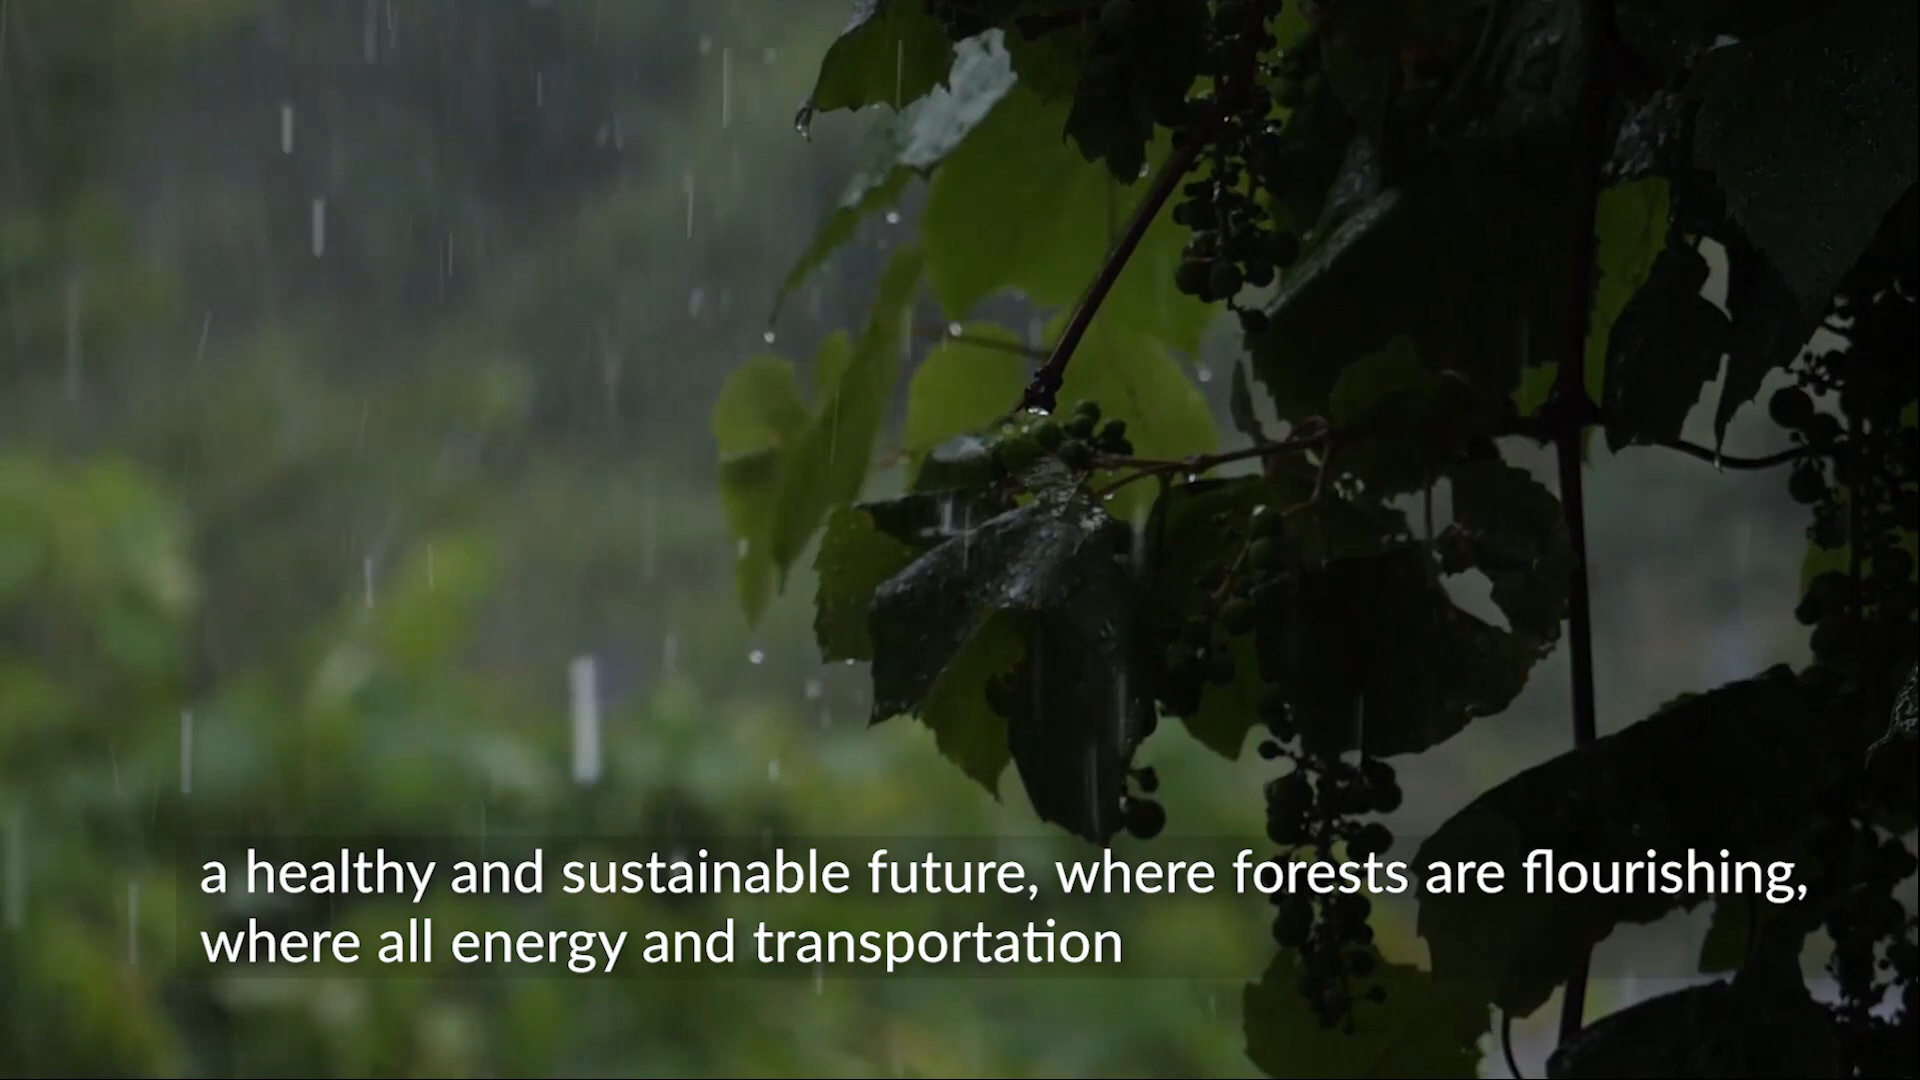 a healthy and sustainable future, where forests are flourishing,
where all energy and transportation